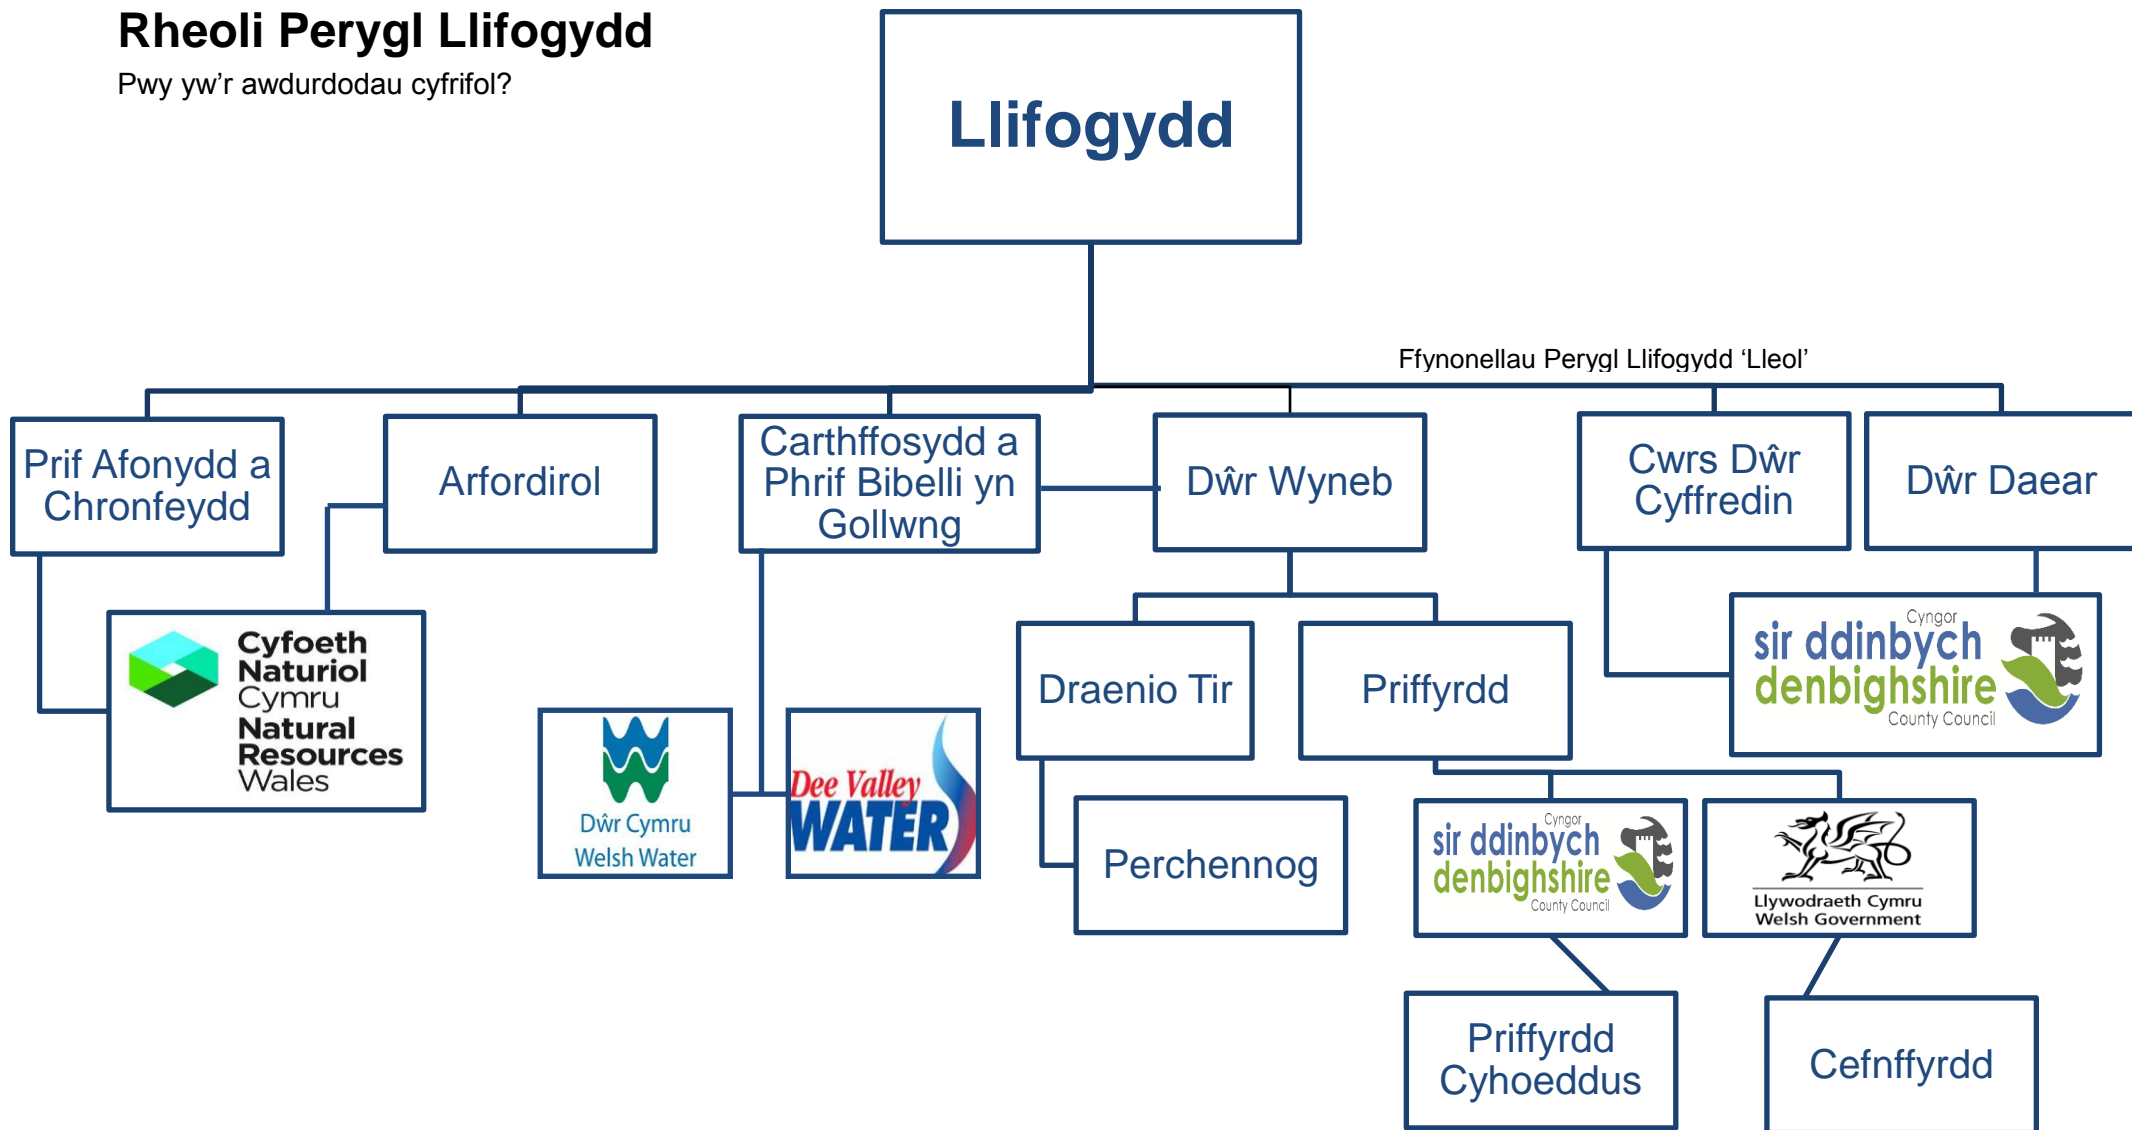 Rheoli Perygl Llifogydd
Pwy yw’r awdurdodau cyfrifol?
Llifogydd
Ffynonellau Perygl Llifogydd ‘Lleol’
Prif Afonydd a
Chronfeydd
Arfordirol
Carthffosydd a
Phrif Bibelli yn
Gollwng
Dŵr Wyneb
Cwrs Dŵr
Cyffredin
Dŵr Daear
Cyfoeth
Naturiol
Cymru
Natural
Resources
Wales
Dŵr Cymru
Welsh Water
Dee Valley
WATER
Draenio Tir
Priffyrdd
Cyngor
sir ddinbych
denbighshire
County Council
Perchennog
Cyngor
sir ddinbych
denbighshire
County Council
Llywodraeth Cymru
Welsh Government
Priffyrdd
Cyhoeddus
Cefnffyrdd